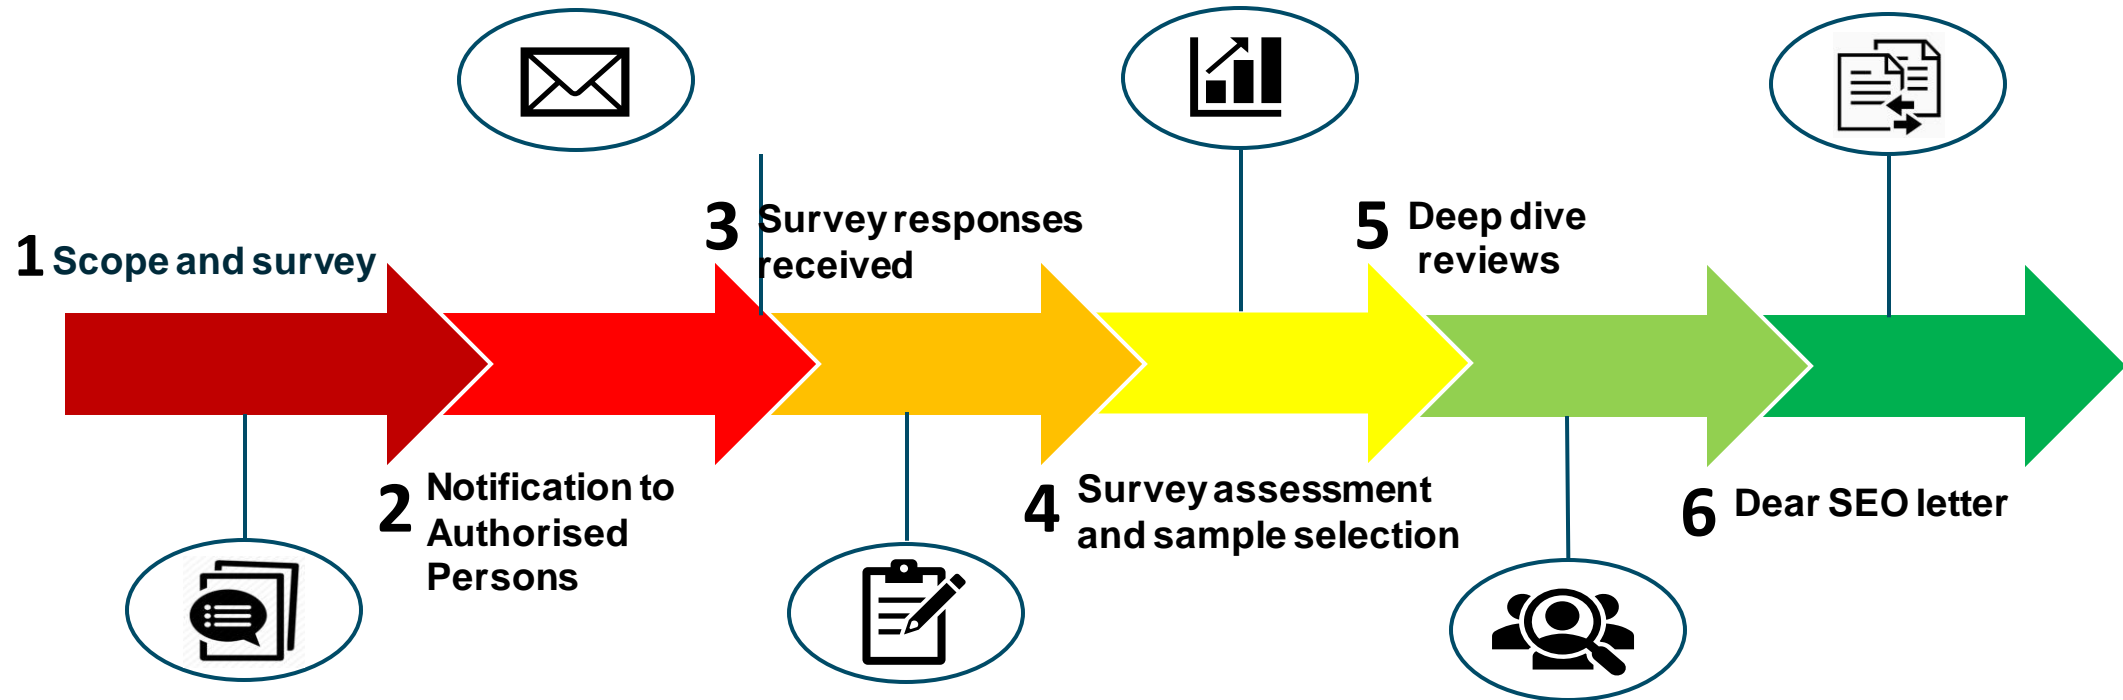 1 Scope and survey
2 Notification to
Authorised
Persons
3 Survey responses
received
4 Survey assessment
and sample selection
5 Deep dive
reviews
6 Dear SEO letter